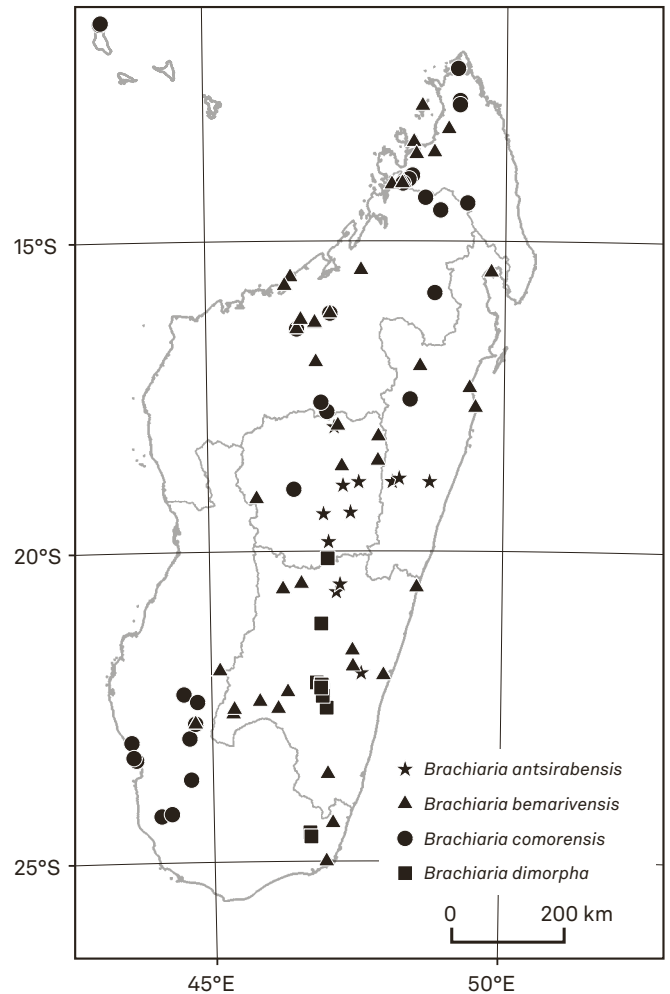 15°S
20°S
25°S
Brachiaria antsirabensis
Brachiaria bemarivensis
Brachiaria comorensis
Brachiaria dimorpha
0 200 km
45°E 50°E